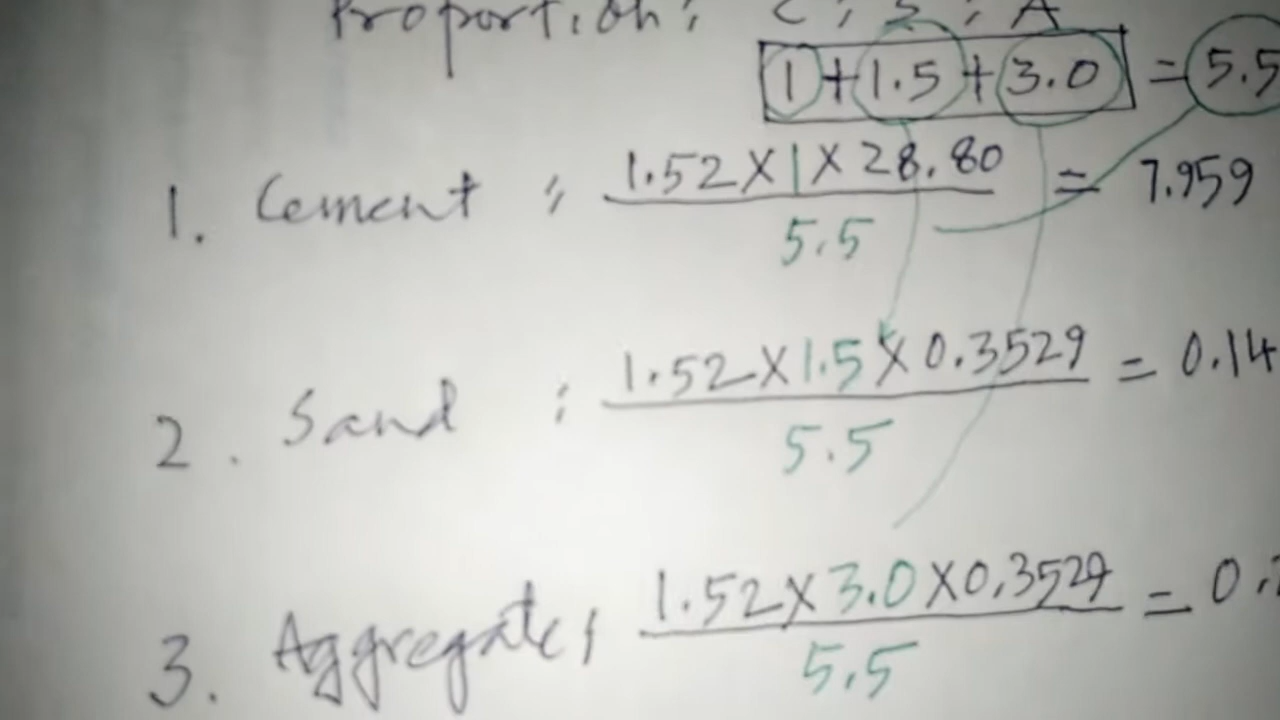 Proportion: C : S : A
1 + 1.5 + 3.0 = 5.5
1. Cement : 1.52 X 1 X 28.80 / 5.5 = 7.959
2. Sand : 1.52 X 1.5 X 0.3529 / 5.5 = 0.14
3. Aggregate : 1.52 X 3.0 X 0.3529 / 5.5 = 0.